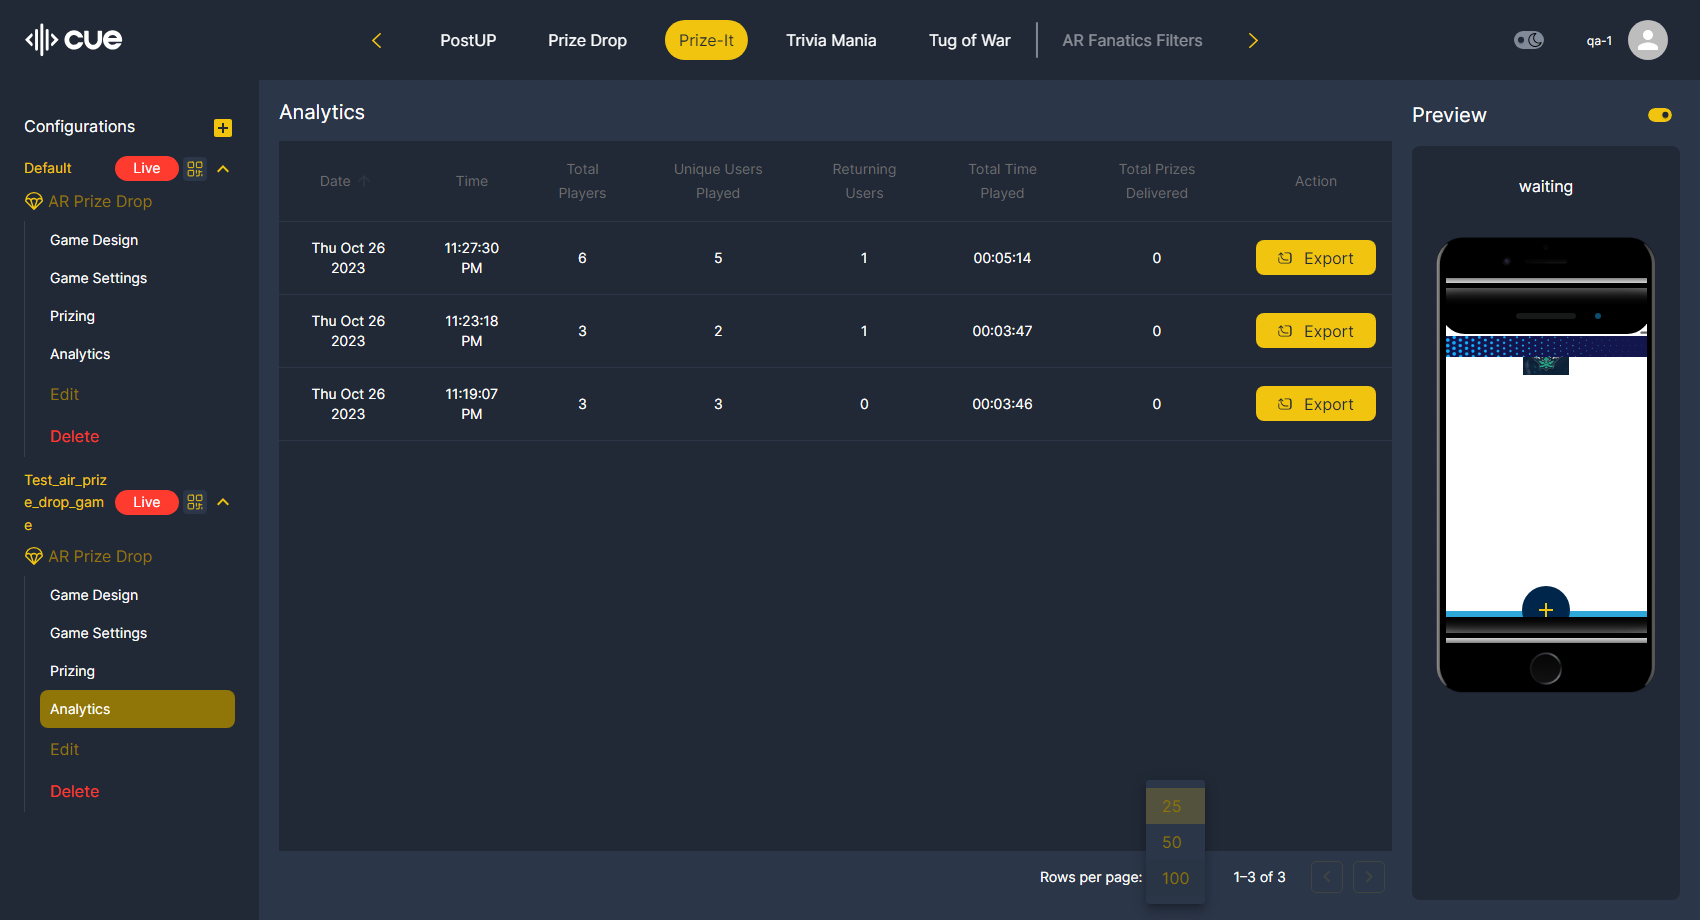 cue
PostUP
Prize Drop
Prize-It
Trivia Mania
Tug of War
AR Fanatics Filters
qa-1
Configurations
Default
Live
AR Prize Drop
Game Design
Game Settings
Prizing
Analytics
Edit
Delete
Test_air_priz
e_drop_gam
e
Live
AR Prize Drop
Game Design
Game Settings
Prizing
Analytics
Edit
Delete
Analytics
Date
Time
Total
Players
Unique Users
Played
Returning
Users
Total Time
Played
Total Prizes
Delivered
Action
Thu Oct 26
2023
11:27:30
PM
6
5
1
00:05:14
0
Export
Thu Oct 26
2023
11:23:18
PM
3
2
1
00:03:47
0
Export
Thu Oct 26
2023
11:19:07
PM
3
3
0
00:03:46
0
Export
25
50
100
Rows per page:
1–3 of 3
Preview
waiting